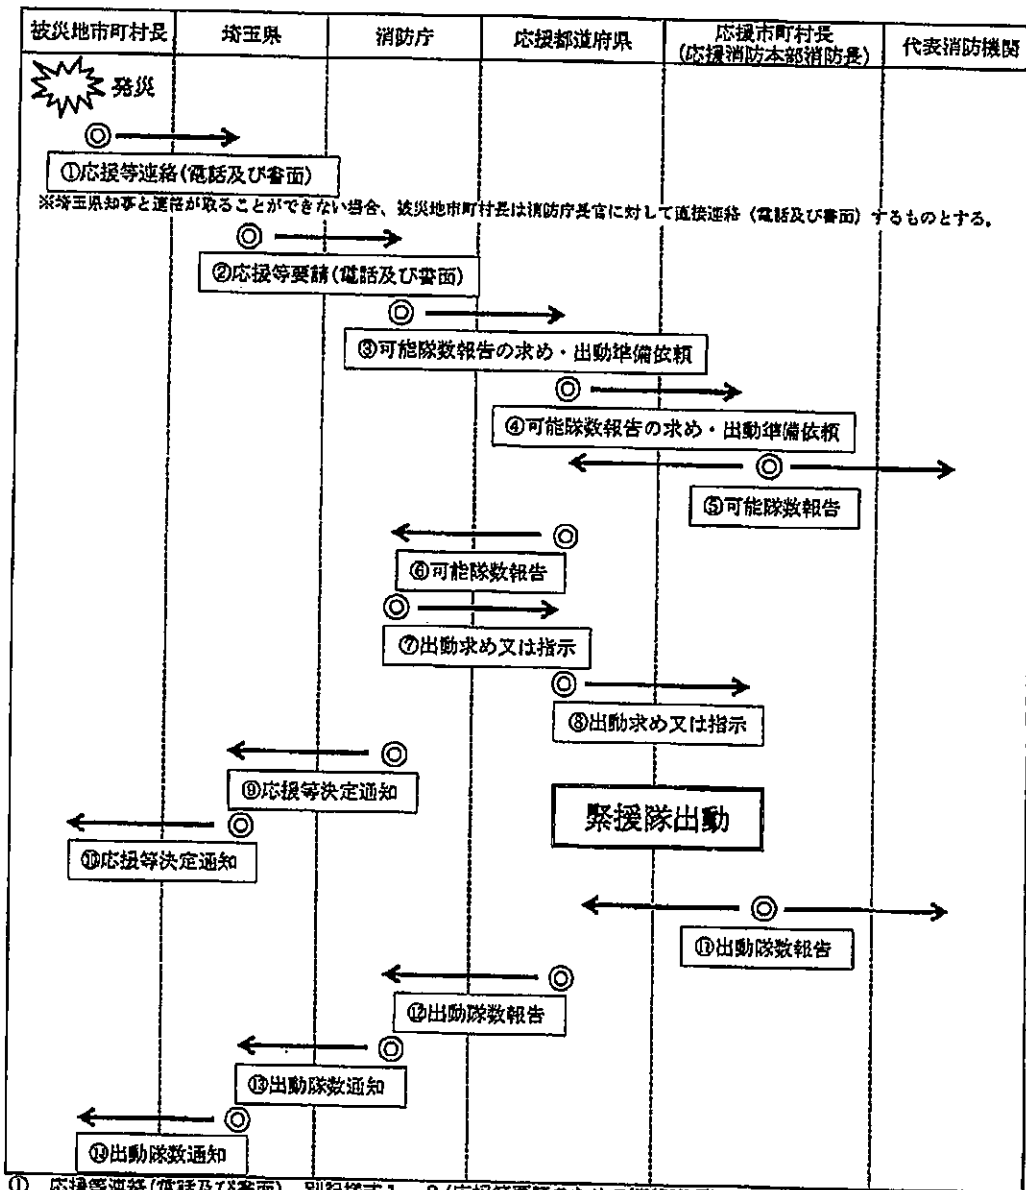 被災地市町村長 埼玉県 消防庁 応援都道府県 応援市町村長 代表消防機関
(応援消防本部消防長)
発災
①応援等連絡(電話及び書面)
※埼玉県知事と連絡が取ることができない場合、被災地市町村長は消防庁長官に対して直接連絡(電話及び書面)するものとする。
②応援等要請(電話及び書面)
③可能隊数報告の求め・出動準備依頼
④可能隊数報告の求め・出動準備依頼
⑤可能隊数報告
⑥可能隊数報告
⑦出動求め又は指示
⑧出動求め又は指示
⑨応援等決定通知
緊援隊出動
⑩応援等決定通知
⑪出動隊数報告
⑫出動隊数報告
⑬出動隊数通知
⑭出動隊数通知
① 応援等連絡(電話及び書面)